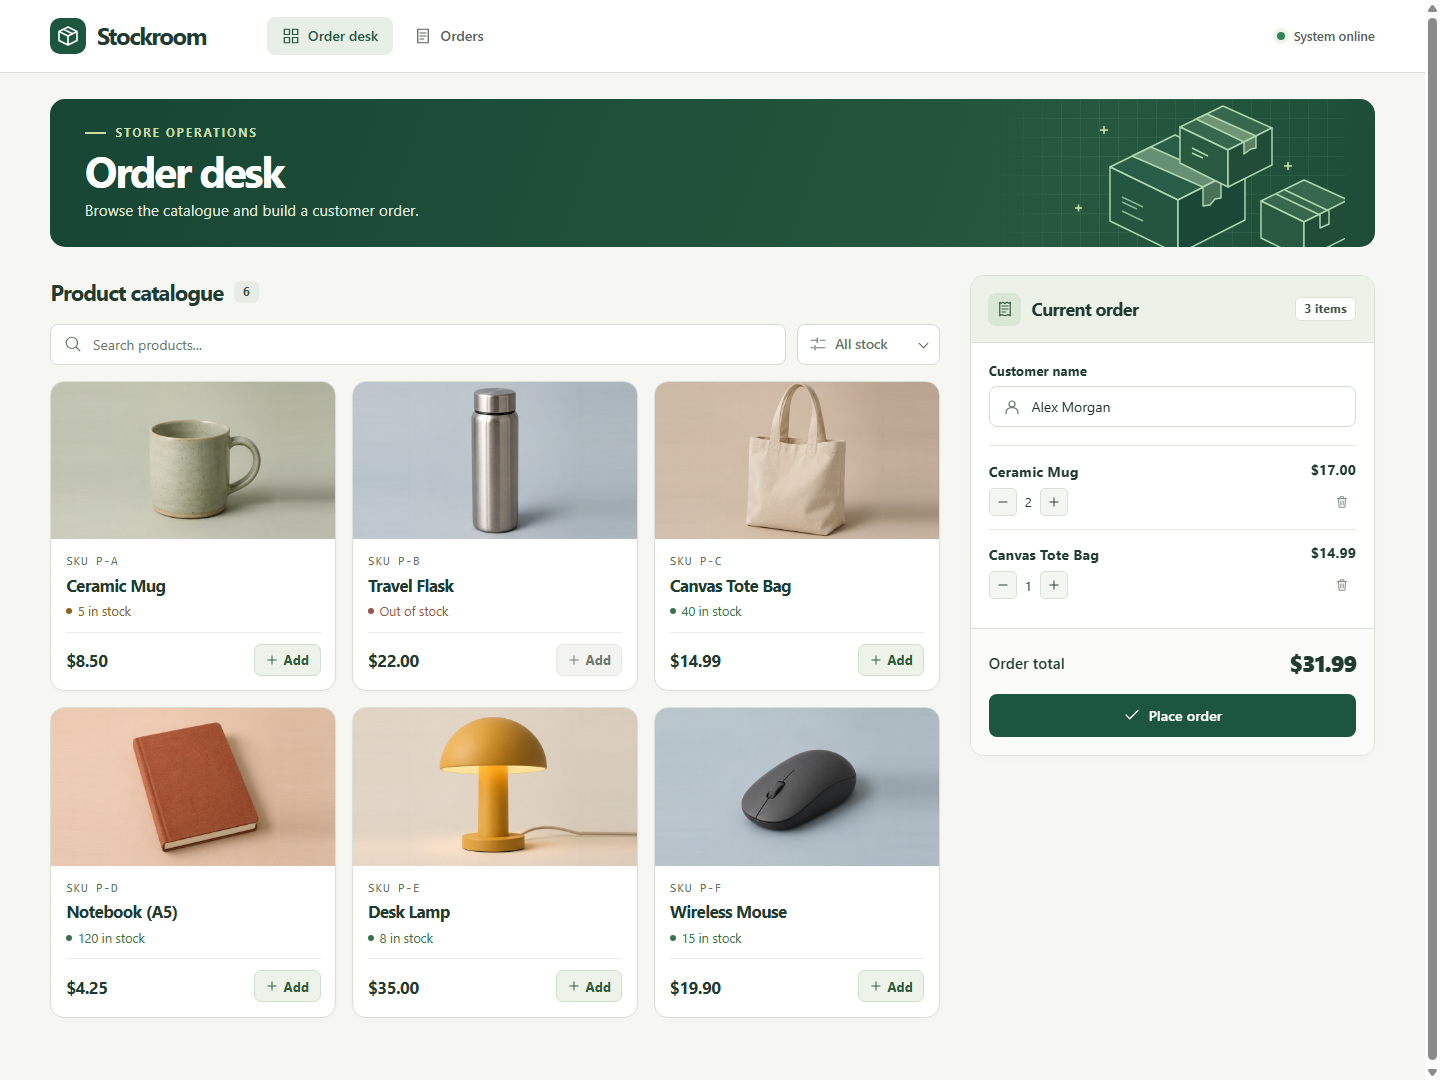 Stockroom
Order desk
Orders
System online
STORE OPERATIONS
Order desk
Browse the catalogue and build a customer order.
Product catalogue 6
Search products...
All stock
SKU P-A
Ceramic Mug
5 in stock
$8.50
+ Add
SKU P-B
Travel Flask
Out of stock
$22.00
+ Add
SKU P-C
Canvas Tote Bag
40 in stock
$14.99
+ Add
SKU P-D
Notebook (A5)
120 in stock
$4.25
+ Add
SKU P-E
Desk Lamp
8 in stock
$35.00
+ Add
SKU P-F
Wireless Mouse
15 in stock
$19.90
+ Add
Current order
3 items
Customer name
Alex Morgan
Ceramic Mug
$17.00
− 2 +
Canvas Tote Bag
$14.99
− 1 +
Order total
$31.99
Place order